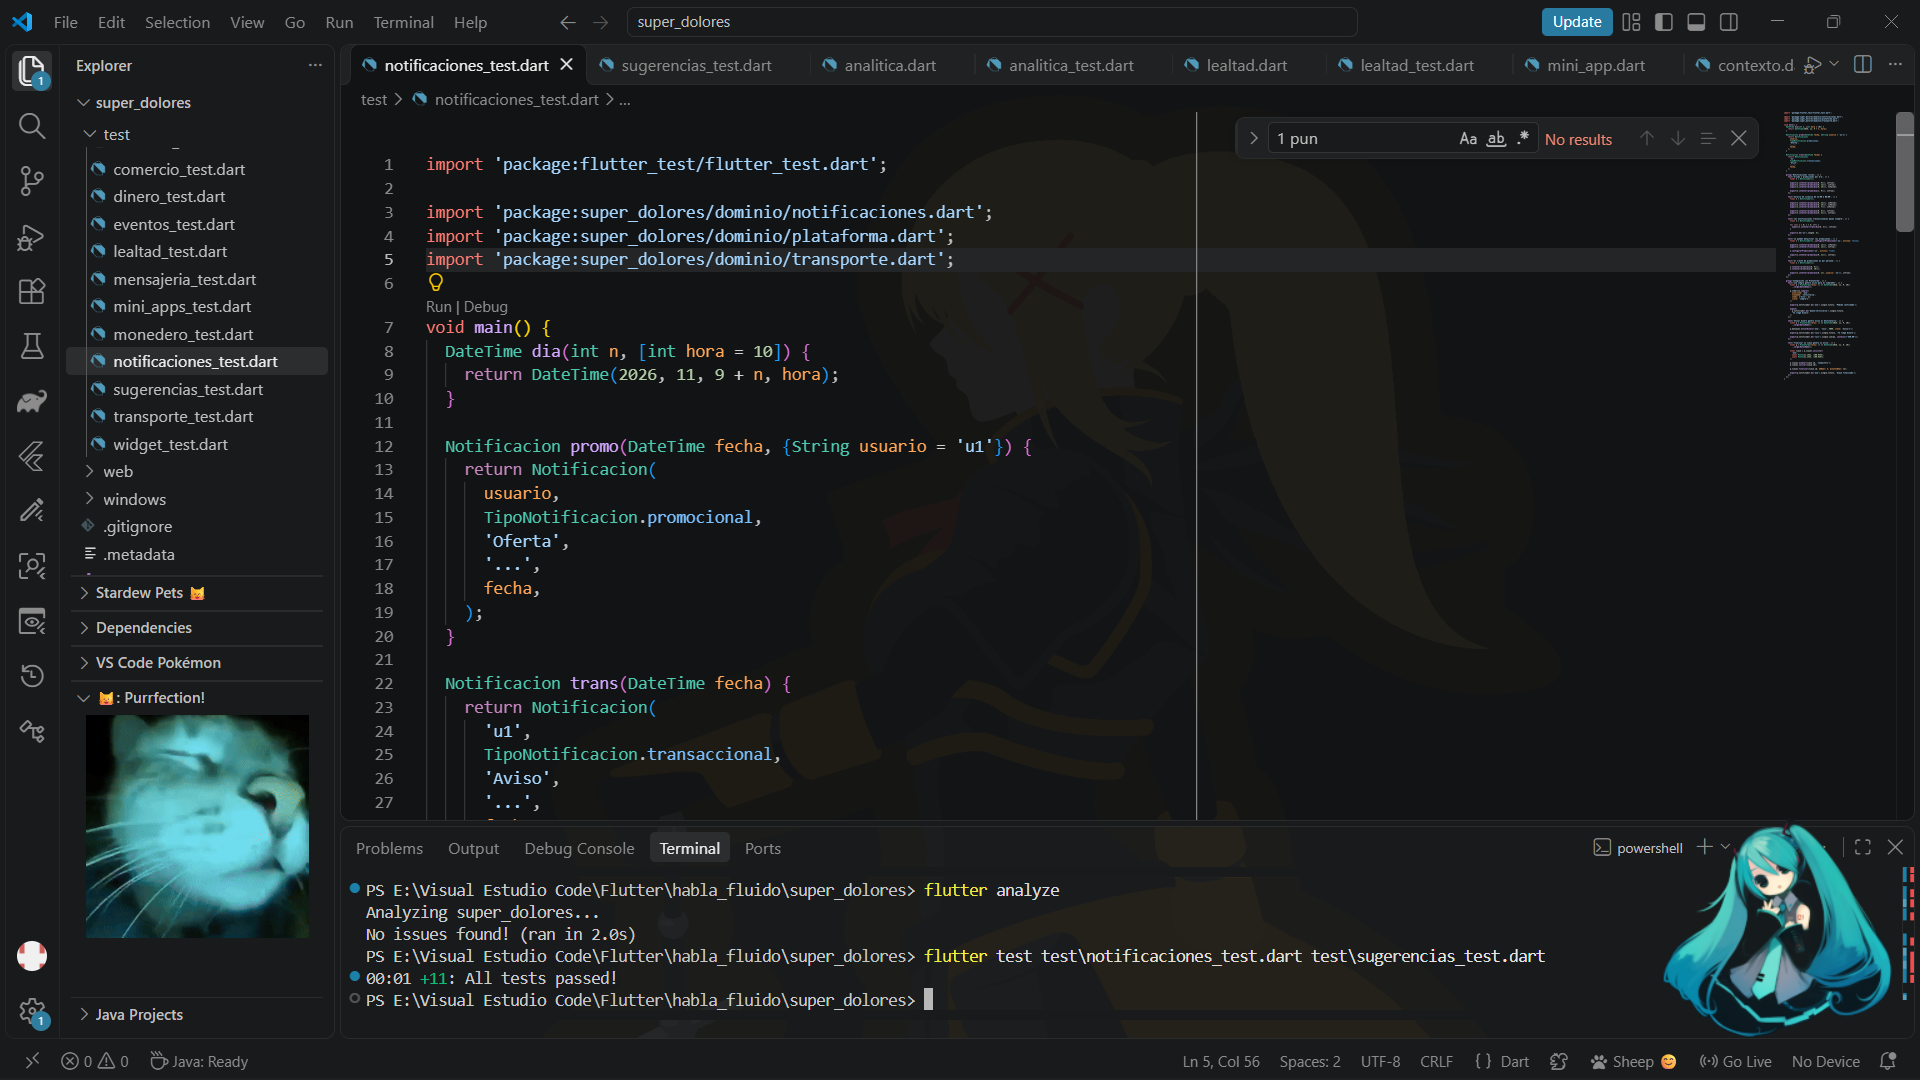 File Edit Selection View Go Run Terminal Help
super_dolores
Update
Explorer
super_dolores
test
comercio_test.dart
dinero_test.dart
eventos_test.dart
lealtad_test.dart
mensajeria_test.dart
mini_apps_test.dart
monedero_test.dart
notificaciones_test.dart
sugerencias_test.dart
transporte_test.dart
widget_test.dart
web
windows
.gitignore
.metadata
Stardew Pets 😺
Dependencies
VS Code Pokémon
😺: Purrfection!
Java Projects
1
1
notificaciones_test.dart sugerencias_test.dart analitica.dart analitica_test.dart lealtad.dart lealtad_test.dart mini_app.dart contexto.d
test > notificaciones_test.dart > ...
1 pun Aa ab .* No results
1 import 'package:flutter_test/flutter_test.dart';
2
3 import 'package:super_dolores/dominio/notificaciones.dart';
4 import 'package:super_dolores/dominio/plataforma.dart';
5 import 'package:super_dolores/dominio/transporte.dart';
6
Run | Debug
7 void main() {
8 DateTime dia(int n, [int hora = 10]) {
9 return DateTime(2026, 11, 9 + n, hora);
10 }
11
12 Notificacion promo(DateTime fecha, {String usuario = 'u1'}) {
13 return Notificacion(
14 usuario,
15 TipoNotificacion.promocional,
16 'Oferta',
17 '...',
18 fecha,
19 );
20 }
21
22 Notificacion trans(DateTime fecha) {
23 return Notificacion(
24 'u1',
25 TipoNotificacion.transaccional,
26 'Aviso',
27 '...',
Problems Output Debug Console Terminal Ports
powershell
PS E:\Visual Estudio Code\Flutter\habla_fluido\super_dolores> flutter analyze
Analyzing super_dolores...
No issues found! (ran in 2.0s)
PS E:\Visual Estudio Code\Flutter\habla_fluido\super_dolores> flutter test test\notificaciones_test.dart test\sugerencias_test.dart
00:01 +11: All tests passed!
PS E:\Visual Estudio Code\Flutter\habla_fluido\super_dolores>
0 0 Java: Ready
Ln 5, Col 56 Spaces: 2 UTF-8 CRLF { } Dart Sheep 😊 Go Live No Device